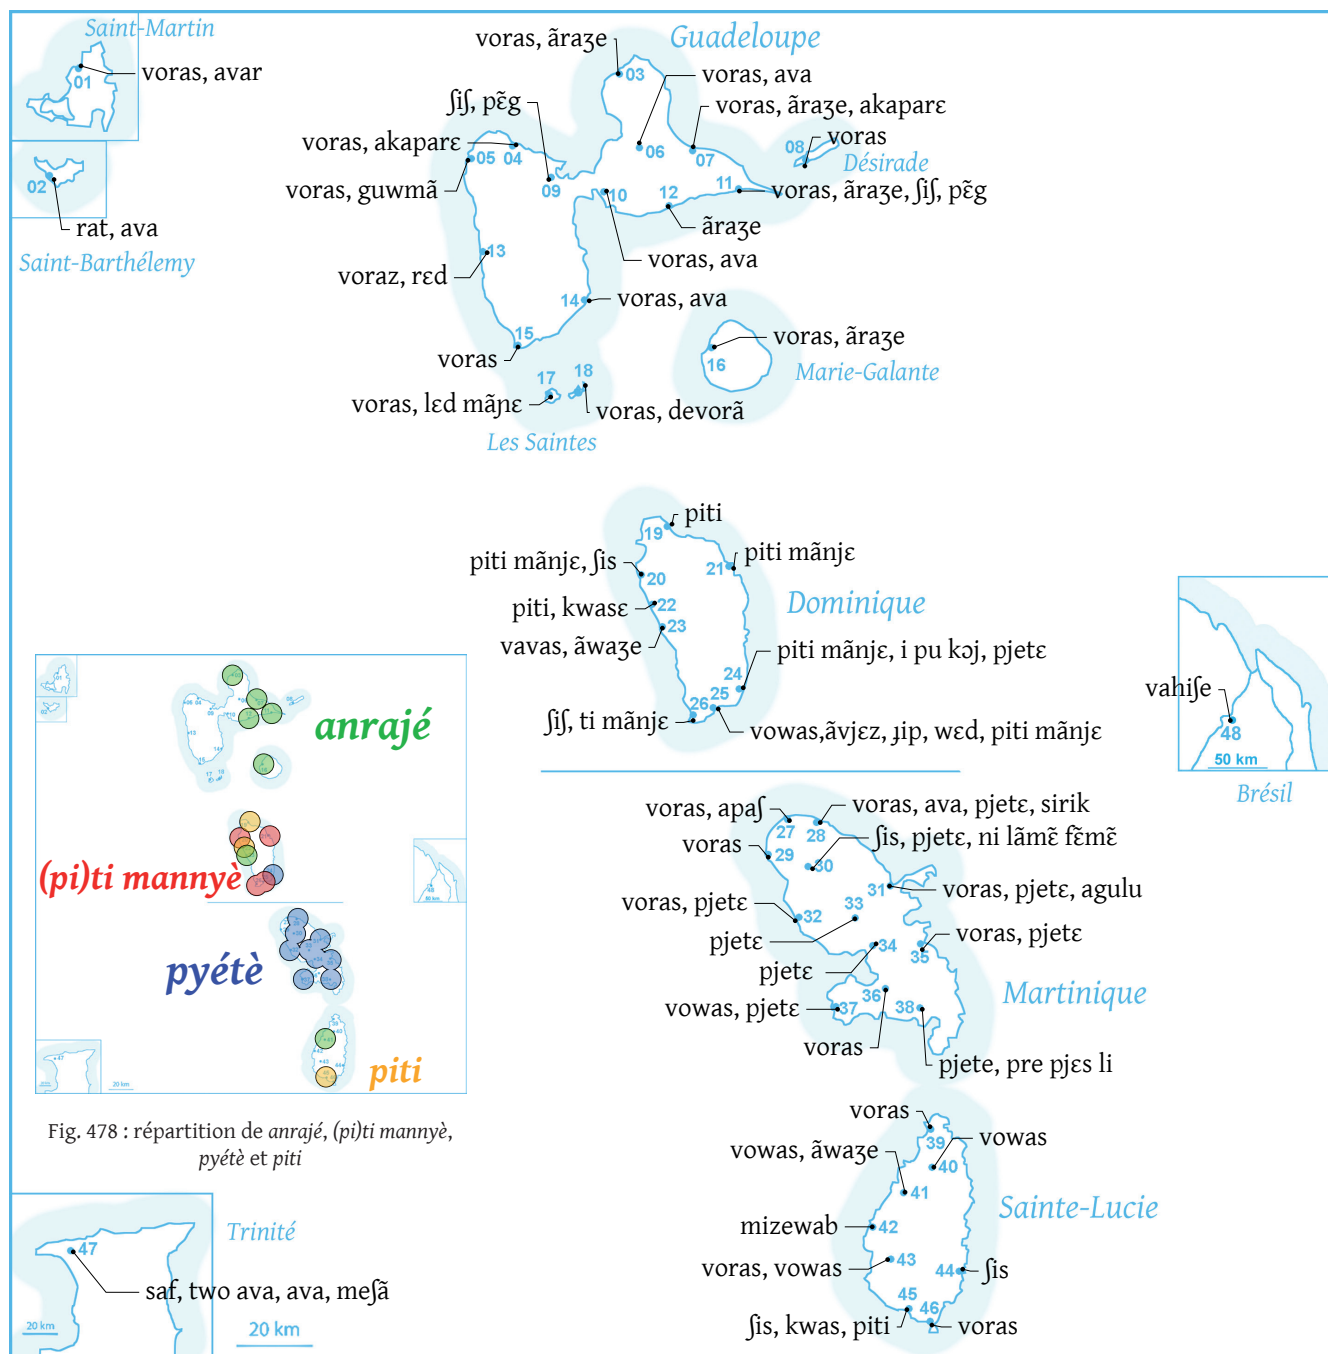 Saint-Martin
01
voras, avar
02
rat, ava
Saint-Barthélemy
Guadeloupe
voras, ãraʒe
03
voras, ava
06
voras, ãraʒe, akaparɛ
07
voras
08
Désirade
ʃiʃ, pɛ̃g
09
voras, akaparɛ
04
05
voras, guwmã
10
voras, ava
12
ãraʒe
11
voras, ãraʒe, ʃiʃ, pɛ̃g
13
voraz, rɛd
14
voras, ava
15
voras
16
voras, ãraʒe
Marie-Galante
17
voras, lɛd mãɲɛ
18
voras, devorã
Les Saintes
19
piti
piti mãnjɛ, ʃis
20
21
piti mãnjɛ
Dominique
piti, kwasɛ
22
vavas, ãwaʒe
23
24
piti mãnjɛ, i pu kɔj, pjetɛ
25
26
ʃiʃ, ti mãnjɛ
vowas,ãvjɛz, ɟip, wɛd, piti mãnjɛ
vahiʃe
48
50 km
Brésil
voras, apaʃ
27
28
voras, ava, pjetɛ, sirik
voras
29
30
ʃis, pjetɛ, ni lãmɛ̃ fɛ̃mɛ̃
31
voras, pjetɛ, agulu
voras, pjetɛ
32
33
pjetɛ
34
pjetɛ
35
voras, pjetɛ
Martinique
36
voras
37
vowas, pjetɛ
38
pjete, pre pjɛs li
voras
39
vowas
40
vowas, ãwaʒe
41
Sainte-Lucie
mizewab
42
43
voras, vowas
44
ʃis
45
ʃis, kwas, piti
46
voras
anrajé
(pi)ti mannyè
pyétè
piti
Fig. 478 : répartition de anrajé, (pi)ti mannyè,
pyétè et piti
Trinité
47
saf, two ava, ava, meʃã
20 km
20 km